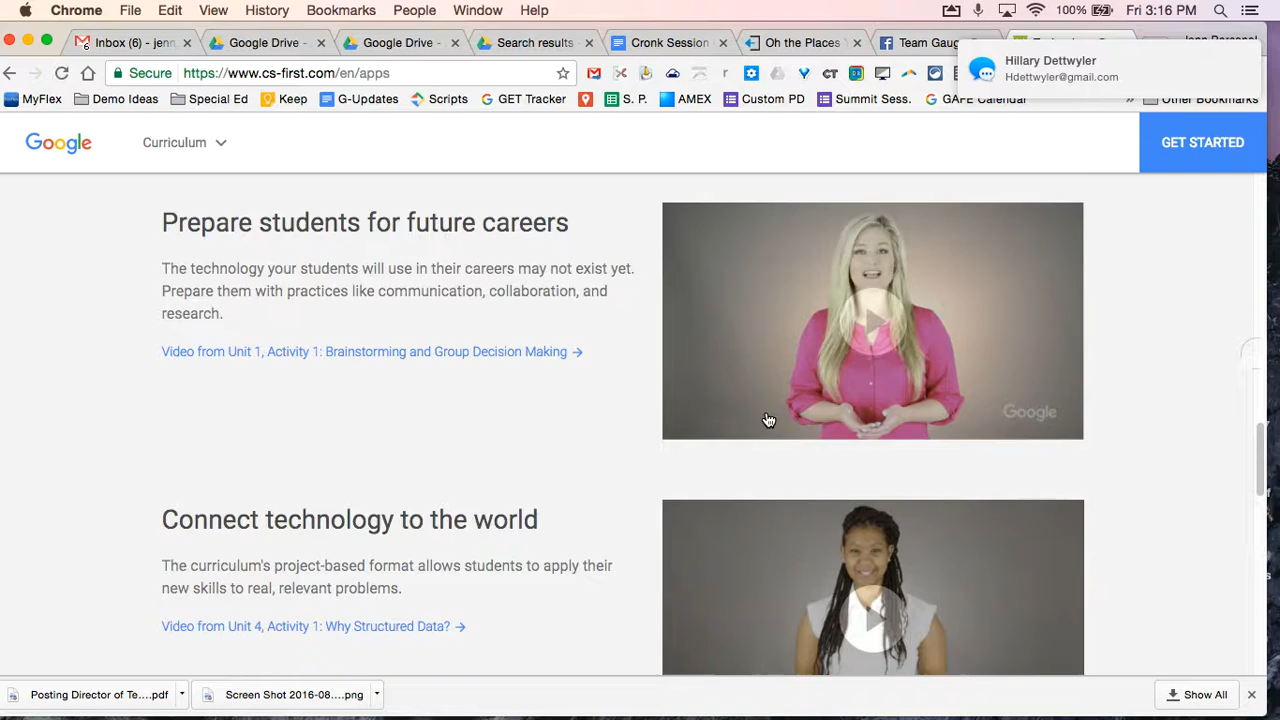 Chrome File Edit View History Bookmarks People Window Help 100% Fri 3:16 PM
Inbox (6) - jenn. Google Drive - Google Drive - Search results Cronk Session Oh the Places Team Gaug
Hillary Dettwyler
Hdettwyler@gmail.com
Secure https://www.cs-first.com/en/apps
MyFlex Demo Ideas Special Ed Keep G-Updates Scripts GET Tracker S. P. AMEX Custom PD Summit Sess. GAFE Calendar » Other Bookmarks
Google Curriculum GET STARTED
Prepare students for future careers
The technology your students will use in their careers may not exist yet.
Prepare them with practices like communication, collaboration, and
research.
Video from Unit 1, Activity 1: Brainstorming and Group Decision Making →
Google
Connect technology to the world
The curriculum's project-based format allows students to apply their
new skills to real, relevant problems.
Video from Unit 4, Activity 1: Why Structured Data? →
Posting Director of Te....pdf Screen Shot 2016-08....png Show All